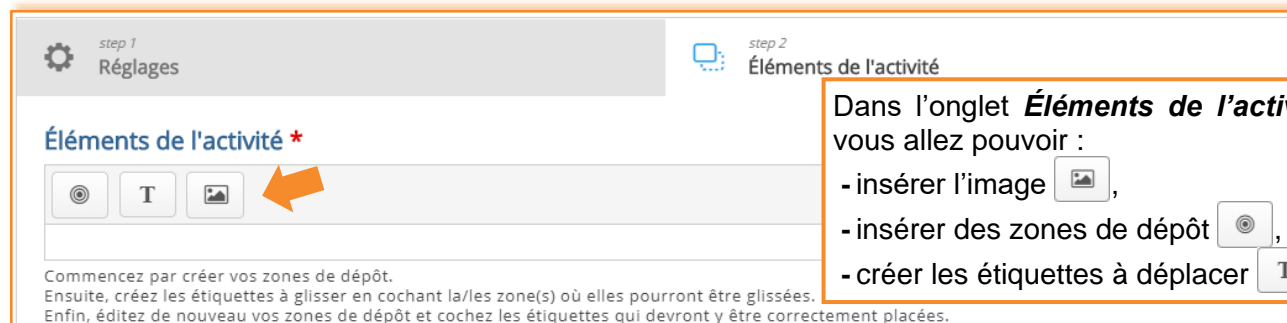 step 1
Réglages
step 2
Éléments de l'activité
Éléments de l'activité *
T
Commencez par créer vos zones de dépôt.
Ensuite, créez les étiquettes à glisser en cochant la/les zone(s) où elles pourront être glissées.
Enfin, éditez de nouveau vos zones de dépôt et cochez les étiquettes qui devront y être correctement placées.
Dans l’onglet Éléments de l’activ
vous allez pouvoir :
- insérer l’image ,
- insérer des zones de dépôt ,
- créer les étiquettes à déplacer T